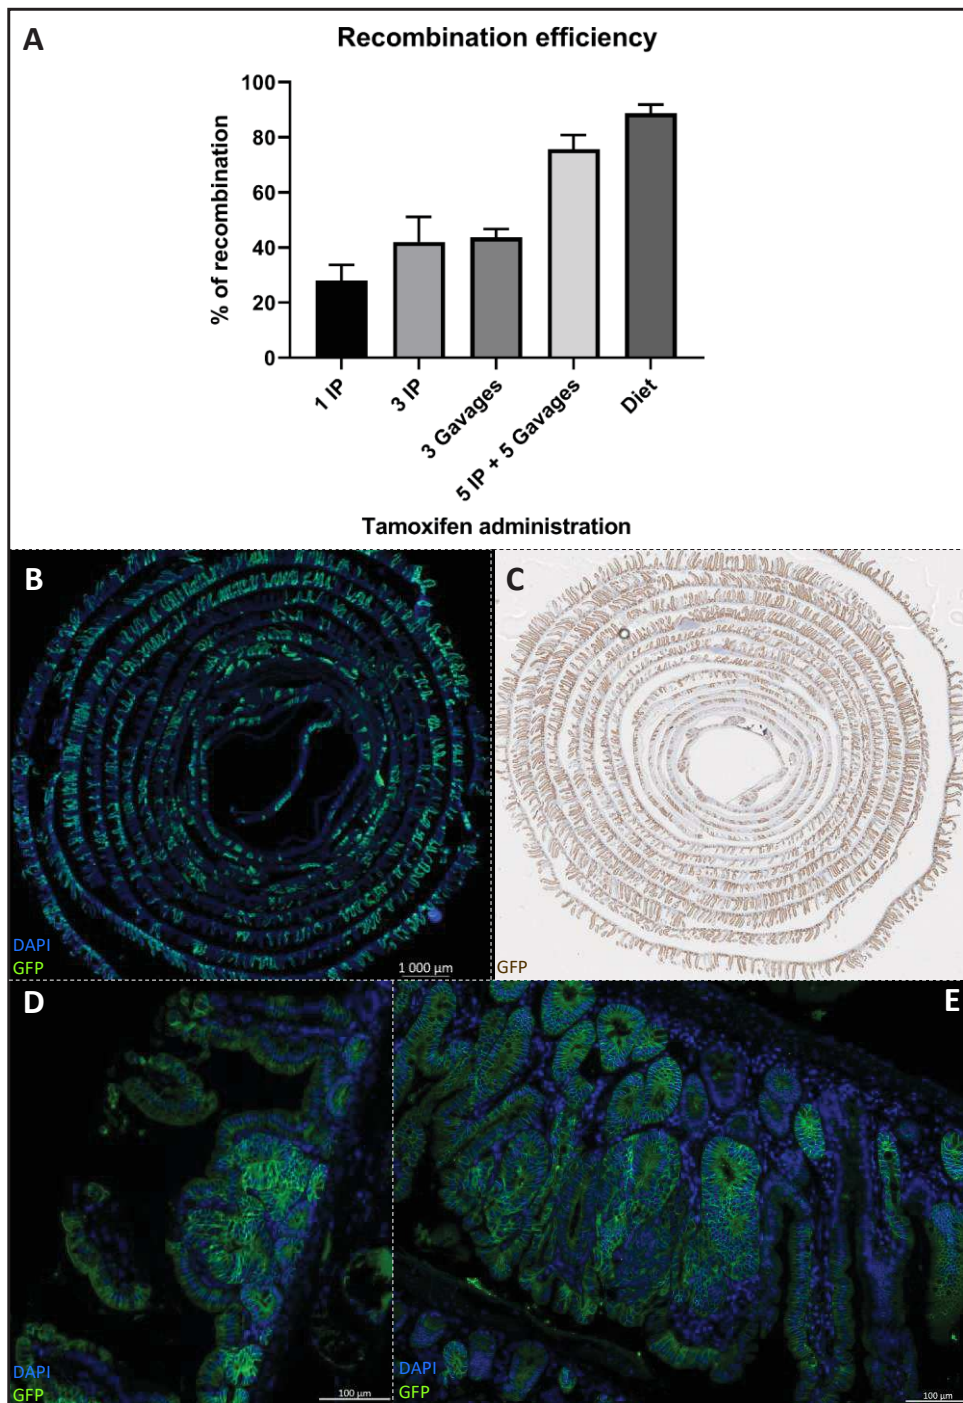 A
Recombination efficiency
% of recombination
100
80
60
40
20
0
1 IP
3 IP
3 Gavages
5 IP + 5 Gavages
Diet
Tamoxifen administration
B
DAPI
GFP
1 000 µm
C
GFP
D
DAPI
GFP
100 µm
E
DAPI
GFP
100 µm